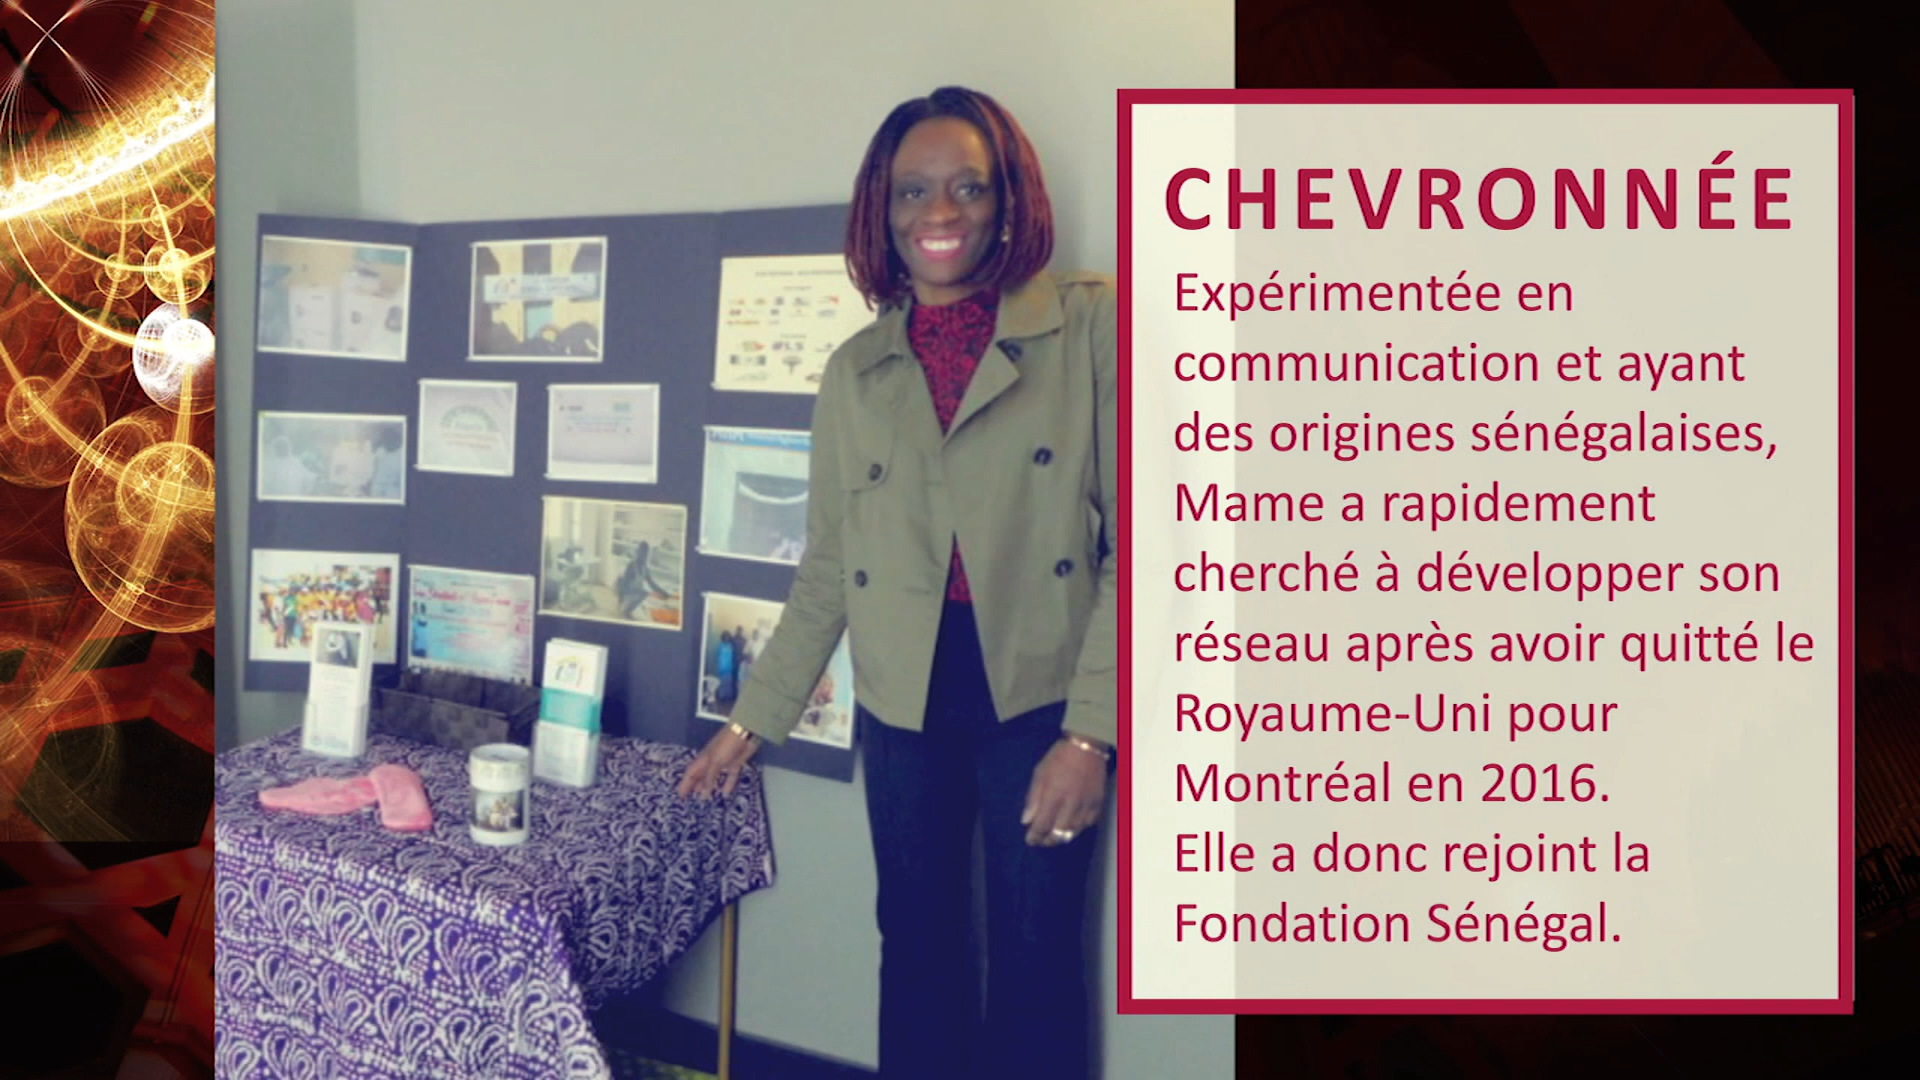 CHEVRONNÉE
Expérimentée en
communication et ayant
des origines sénégalaises,
Mame a rapidement
cherché à développer son
réseau après avoir quitté le
Royaume-Uni pour
Montréal en 2016.
Elle a donc rejoint la
Fondation Sénégal.